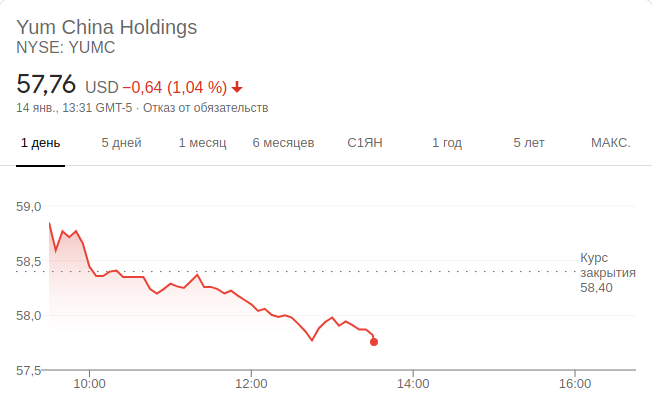 Yum China Holdings
NYSE: YUMC
57,76 USD −0,64 (1,04 %)
14 янв., 13:31 GMT-5 · Отказ от обязательств
1 день 5 дней 1 месяц 6 месяцев С1ЯН 1 год 5 лет МАКС.
59,0
58,5
58,0
57,5
Курс
закрытия
58,40
10:00 12:00 14:00 16:00